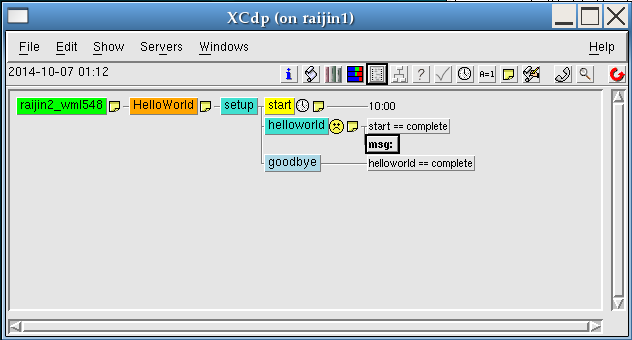 XCdp (on raijin1)
File Edit Show Servers Windows Help
2014-10-07 01:12 i ? A=1
raijin2_wml548 HelloWorld setup start 10:00
helloworld start == complete
msg:
goodbye helloworld == complete